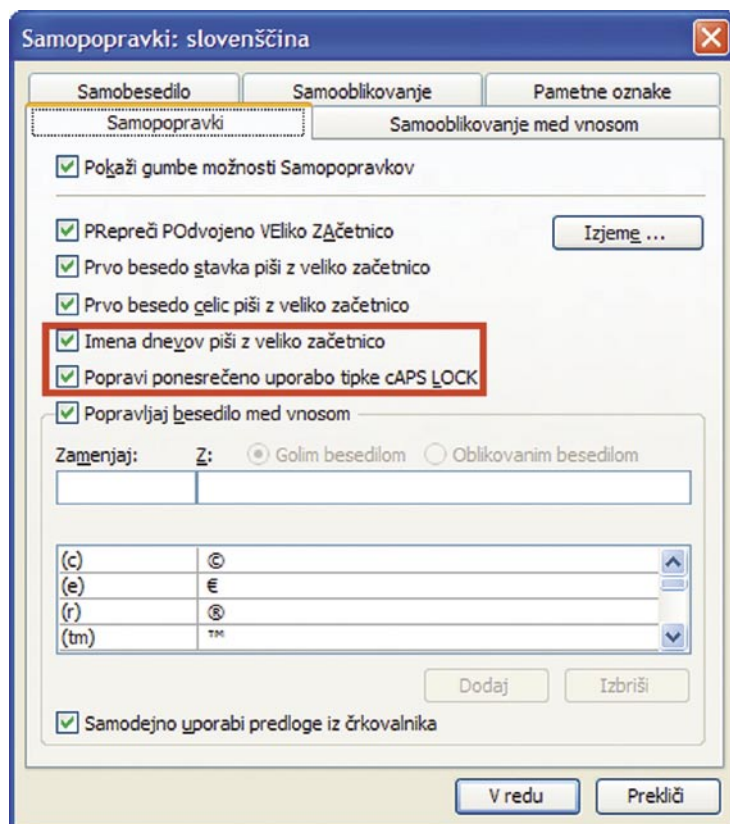 Samopopravki: slovenščina
Samobesedilo Samooblikovanje Pametne oznake
Samopopravki Samooblikovanje med vnosom
Pokaži gumbe možnosti Samopopravkov
PRepreči POdvojeno VEliko ZAčetnico Izjeme ...
Prvo besedo stavka piši z veliko začetnico
Prvo besedo celic piši z veliko začetnico
Imena dnevov piši z veliko začetnico
Popravi ponesrečeno uporabo tipke cAPS LOCK
Popravljaj besedilo med vnosom
Zamenjaj: Z: Golim besedilom Oblikovanim besedilom
(c) ©
(e) €
(r) ®
(tm) ™
Dodaj Izbriši
Samodejno uporabi predloge iz črkovalnika
V redu Prekliči